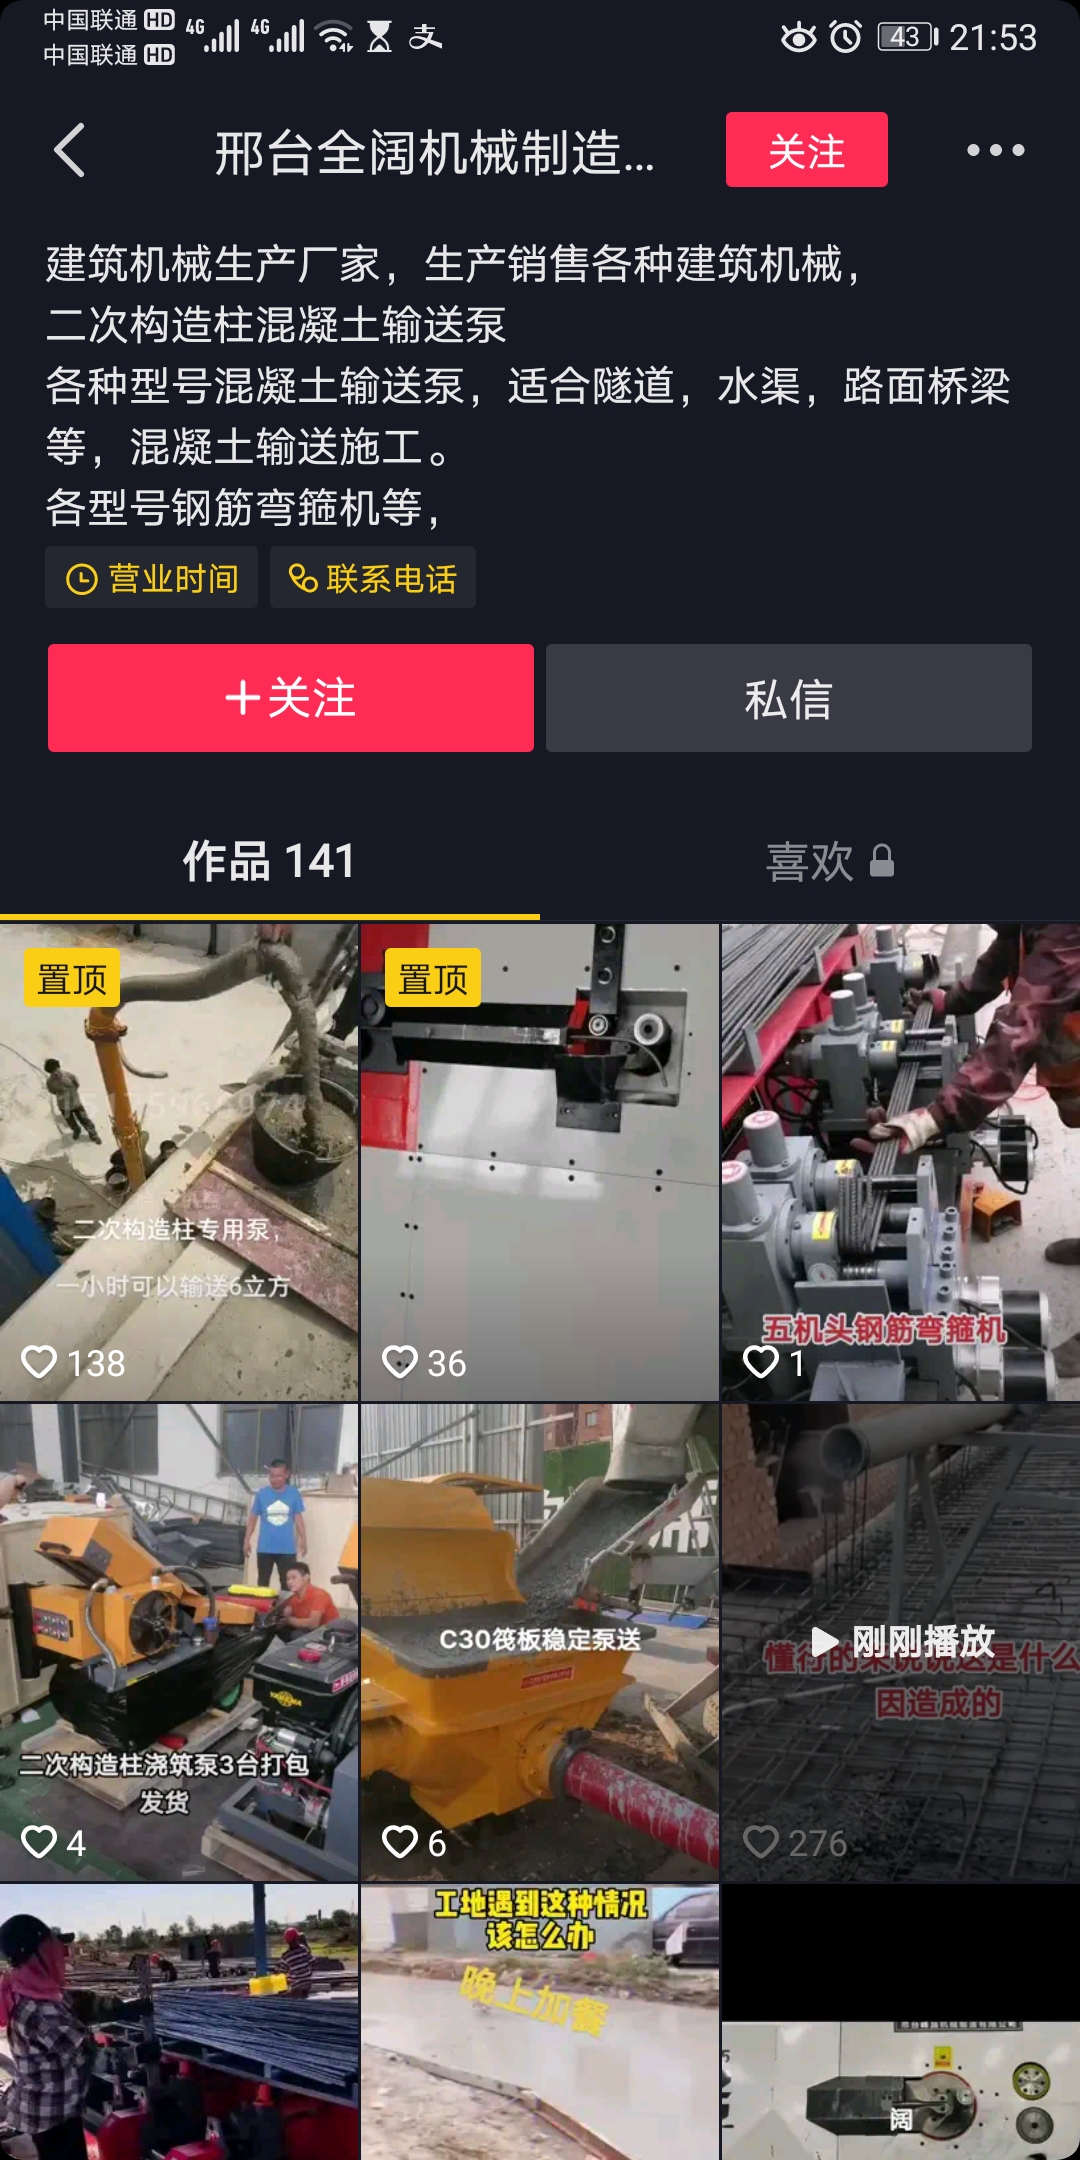 中国联通 HD
中国联通 HD
4G 4G
支
43 21:53
邢台全阔机械制造...
关注
建筑机械生产厂家，生产销售各种建筑机械，
二次构造柱混凝土输送泵
各种型号混凝土输送泵，适合隧道，水渠，路面桥梁
等，混凝土输送施工。
各型号钢筋弯箍机等，
营业时间 联系电话
+关注
私信
作品 141
喜欢
置顶
二次构造柱专用泵，
一小时可以输送6立方
138
置顶
36
五机头钢筋弯箍机
1
二次构造柱浇筑泵3台打包
发货
4
C30筏板稳定泵送
6
刚刚播放
因造成的
276
工地遇到这种情况
该怎么办
晚上加餐
阔